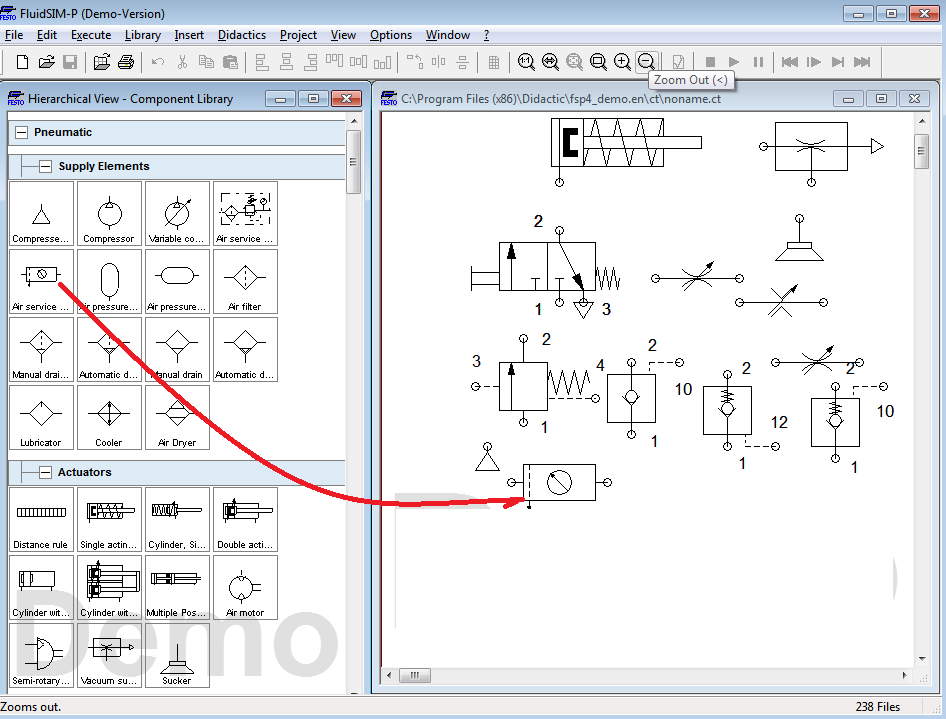 FESTO FluidSIM-P (Demo-Version)
File Edit Execute Library Insert Didactics Project View Options Window ?
1:1
Zoom Out (<)
FESTO Hierarchical View - Component Library
FESTO C:\Program Files (x86)\Didactic\fsp4_demo.en\ct\noname.ct
Pneumatic
Supply Elements
Compresse... Compressor Variable co... Air service ...
Air service ... Air pressure... Air pressure... Air filter
Manual drai... Automatic d... Manual drain Automatic d...
Lubricator Cooler Air Dryer
Actuators
Distance rule Single actin... Cylinder, Si... Double acti...
Cylinder wit... Cylinder wit... Multiple Pos... Air motor
Semi-rotary... Vacuum su... Sucker
Demo
2
1 3
2
3 4
1
2
10
1
2
12
1
2
10
1
Zooms out. 238 Files